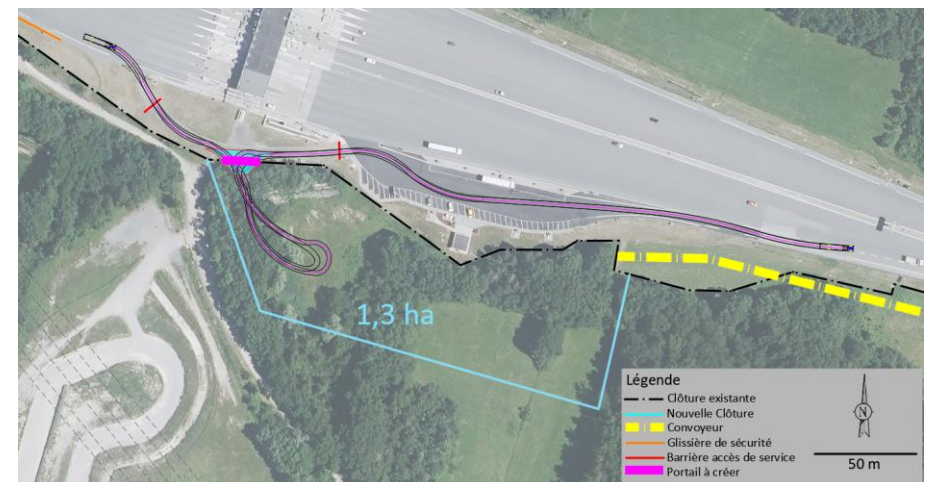 1,3 ha
Légende
Clôture existante
Nouvelle Clôture
Convoyeur
Glissière de sécurité
Barrière accès de service
Portail à créer
N
50 m